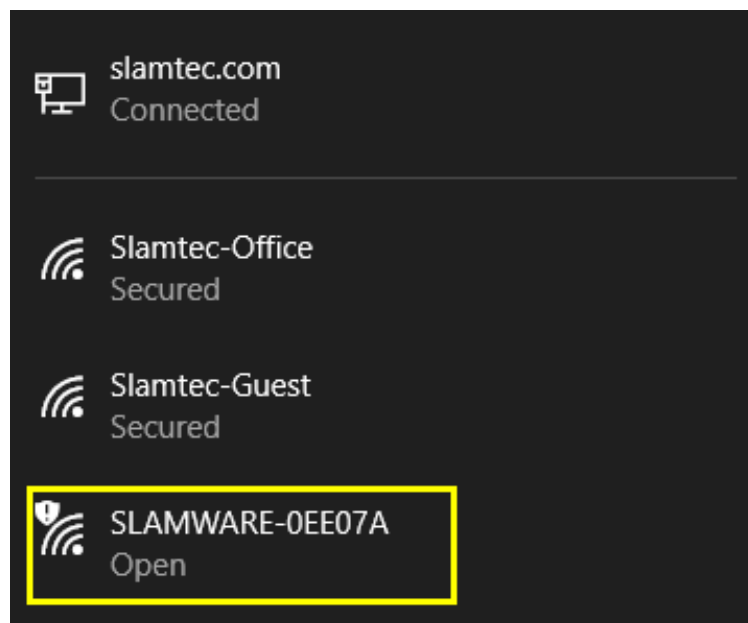 slamtec.com
Connected
Slamtec-Office
Secured
Slamtec-Guest
Secured
SLAMWARE-0EE07A
Open